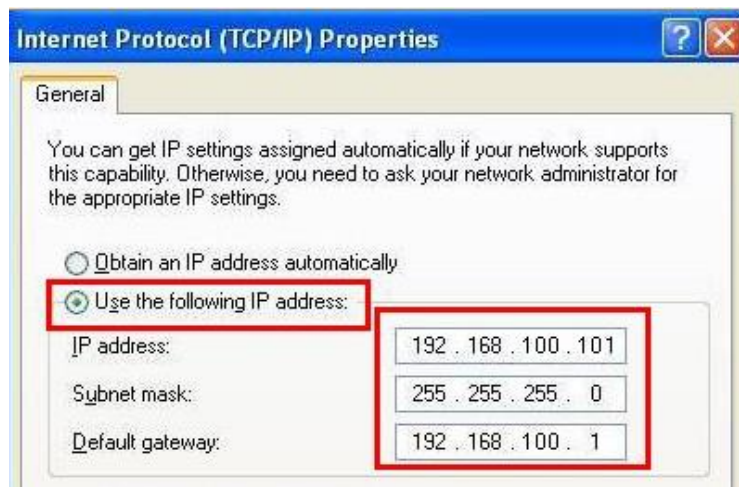 Internet Protocol (TCP/IP) Properties
General
You can get IP settings assigned automatically if your network supports
this capability. Otherwise, you need to ask your network administrator for
the appropriate IP settings.
Obtain an IP address automatically
Use the following IP address:
IP address: 192 . 168 . 100 . 101
Subnet mask: 255 . 255 . 255 . 0
Default gateway: 192 . 168 . 100 . 1